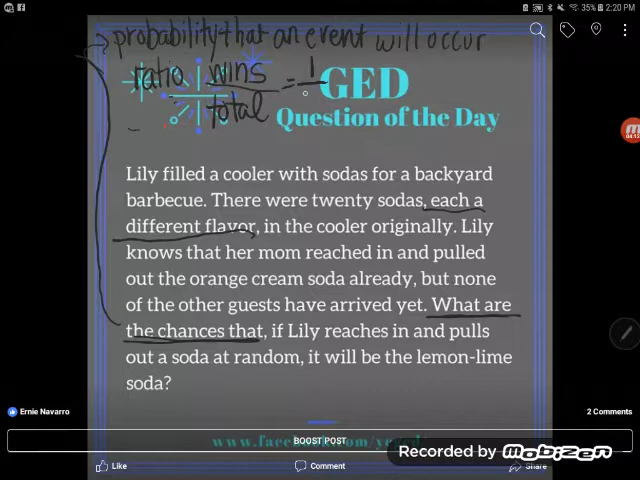 35% 2:20 PM
probability that an event will occur
ratio wins = 1
total
GED
Question of the Day
Lily filled a cooler with sodas for a backyard
barbecue. There were twenty sodas, each a
different flavor, in the cooler originally. Lily
knows that her mom reached in and pulled
out the orange cream soda already, but none
of the other guests have arrived yet. What are
the chances that, if Lily reaches in and pulls
out a soda at random, it will be the lemon-lime
soda?
Ernie Navarro
2 Comments
BOOST POST
Recorded by Mobizen
Like
Comment
Share